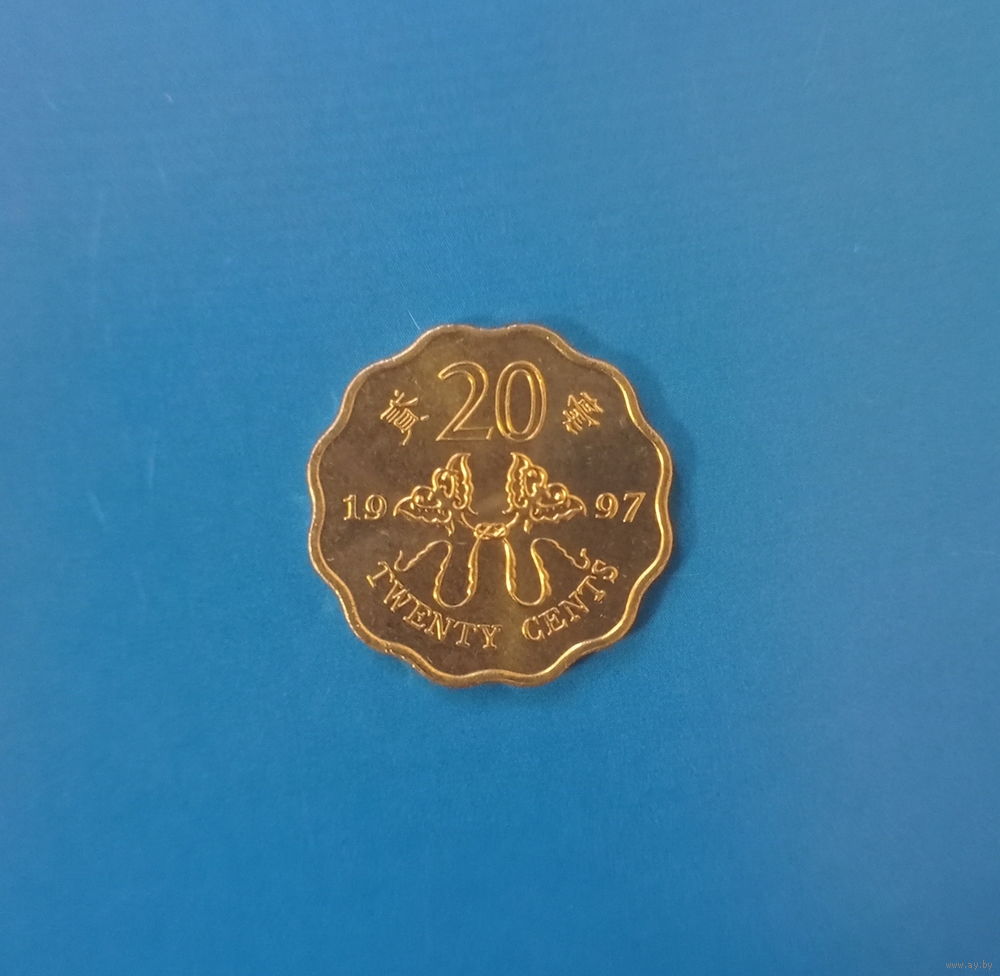 貳 20 毫
19 97
TWENTY CENTS
www.ay.by